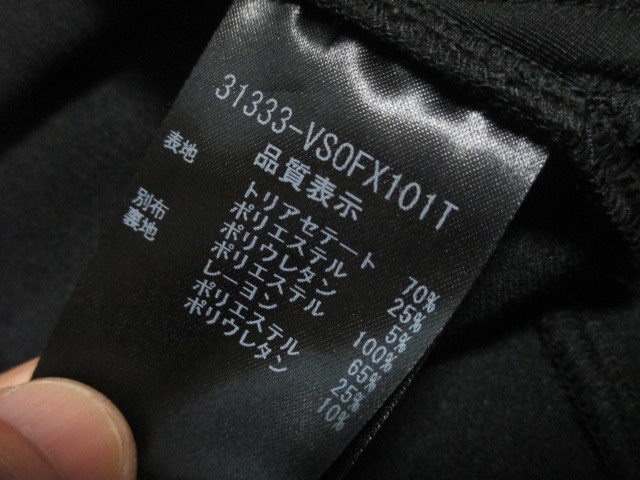 31333-VS0FX101T
品質表示
表地 トリアセテート 70%
ポリエステル 25%
ポリウレタン 5%
別布 ポリエステル 100%
裏地 レーヨン 65%
ポリエステル 25%
ポリウレタン 10%